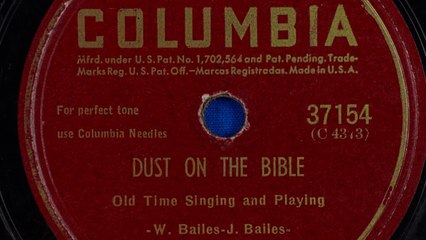 COLUMBIA
Mfrd. under U.S. Pat. No. 1,702,564 and Pat. Pending. Trade-
Marks Reg. U.S. Pat. Off.—Marcas Registradas. Made in U.S.A.
For perfect tone
use Columbia Needles
37154
(C 4373)
DUST ON THE BIBLE
Old Time Singing and Playing
-W. Bailes-J. Bailes-